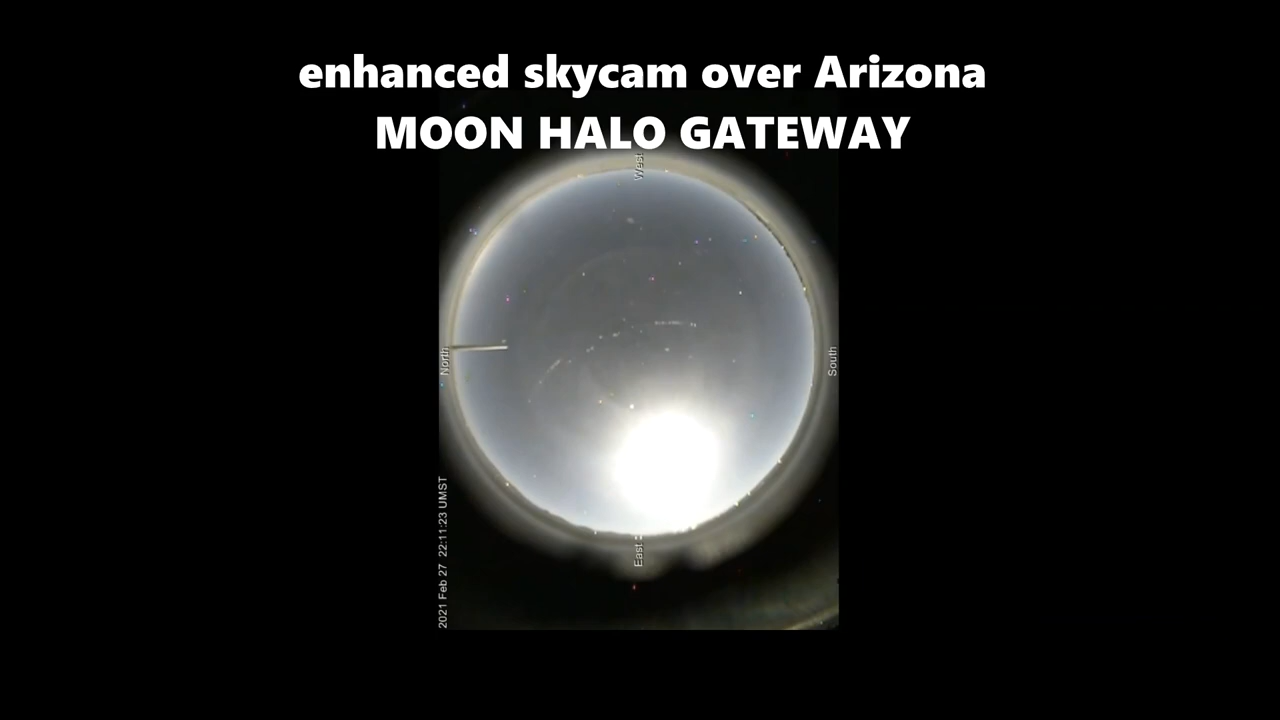 enhanced skycam over Arizona
MOON HALO GATEWAY
West
North
South
East
2021 Feb 27 22:11:23 UMST